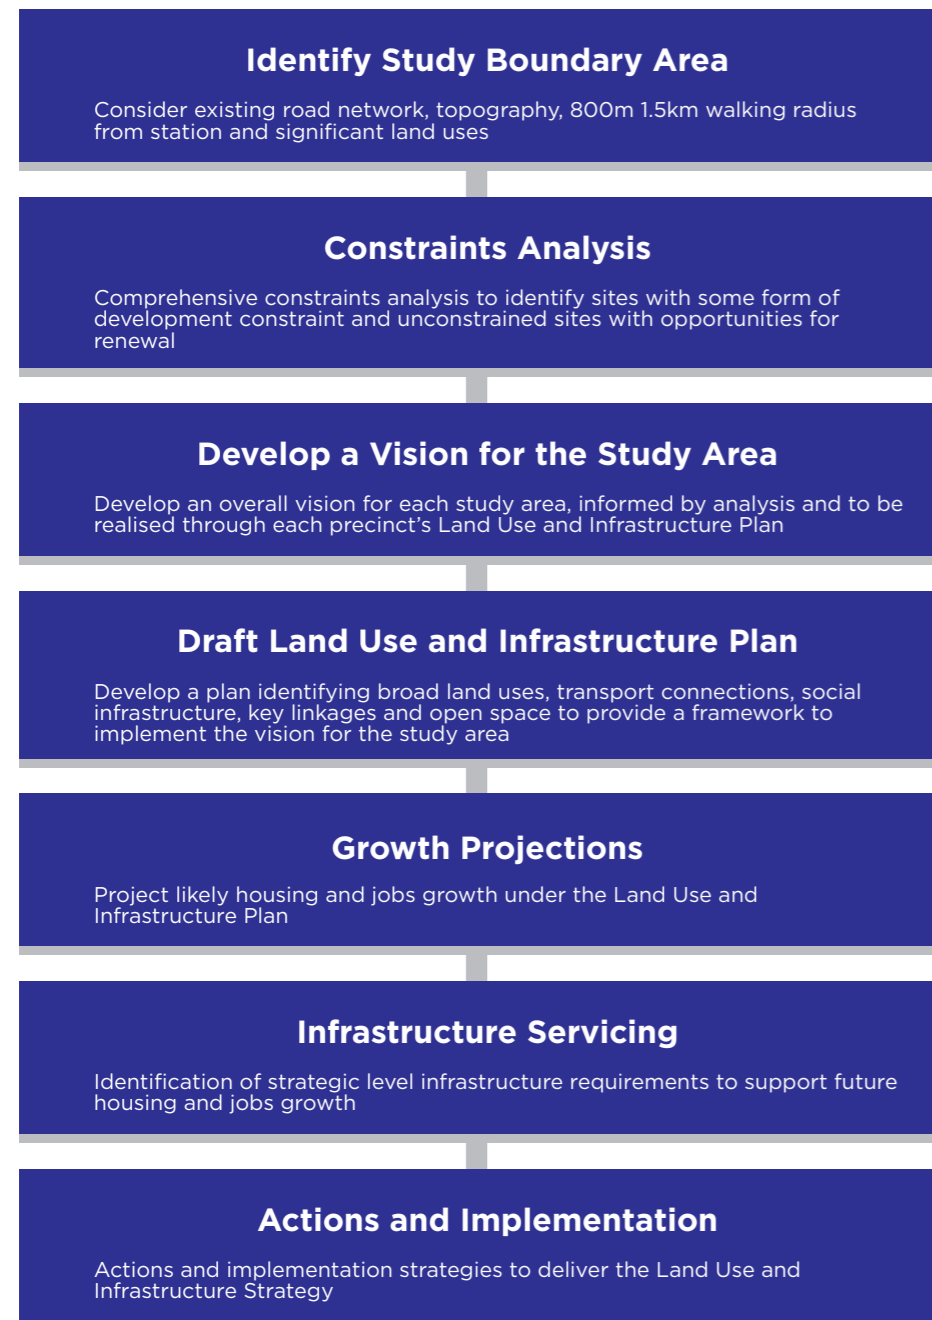 Identify Study Boundary Area
Consider existing road network, topography, 800m 1.5km walking radius
from station and significant land uses
Constraints Analysis
Comprehensive constraints analysis to identify sites with some form of
development constraint and unconstrained sites with opportunities for
renewal
Develop a Vision for the Study Area
Develop an overall vision for each study area, informed by analysis and to be
realised through each precinct’s Land Use and Infrastructure Plan
Draft Land Use and Infrastructure Plan
Develop a plan identifying broad land uses, transport connections, social
infrastructure, key linkages and open space to provide a framework to
implement the vision for the study area
Growth Projections
Project likely housing and jobs growth under the Land Use and
Infrastructure Plan
Infrastructure Servicing
Identification of strategic level infrastructure requirements to support future
housing and jobs growth
Actions and Implementation
Actions and implementation strategies to deliver the Land Use and
Infrastructure Strategy